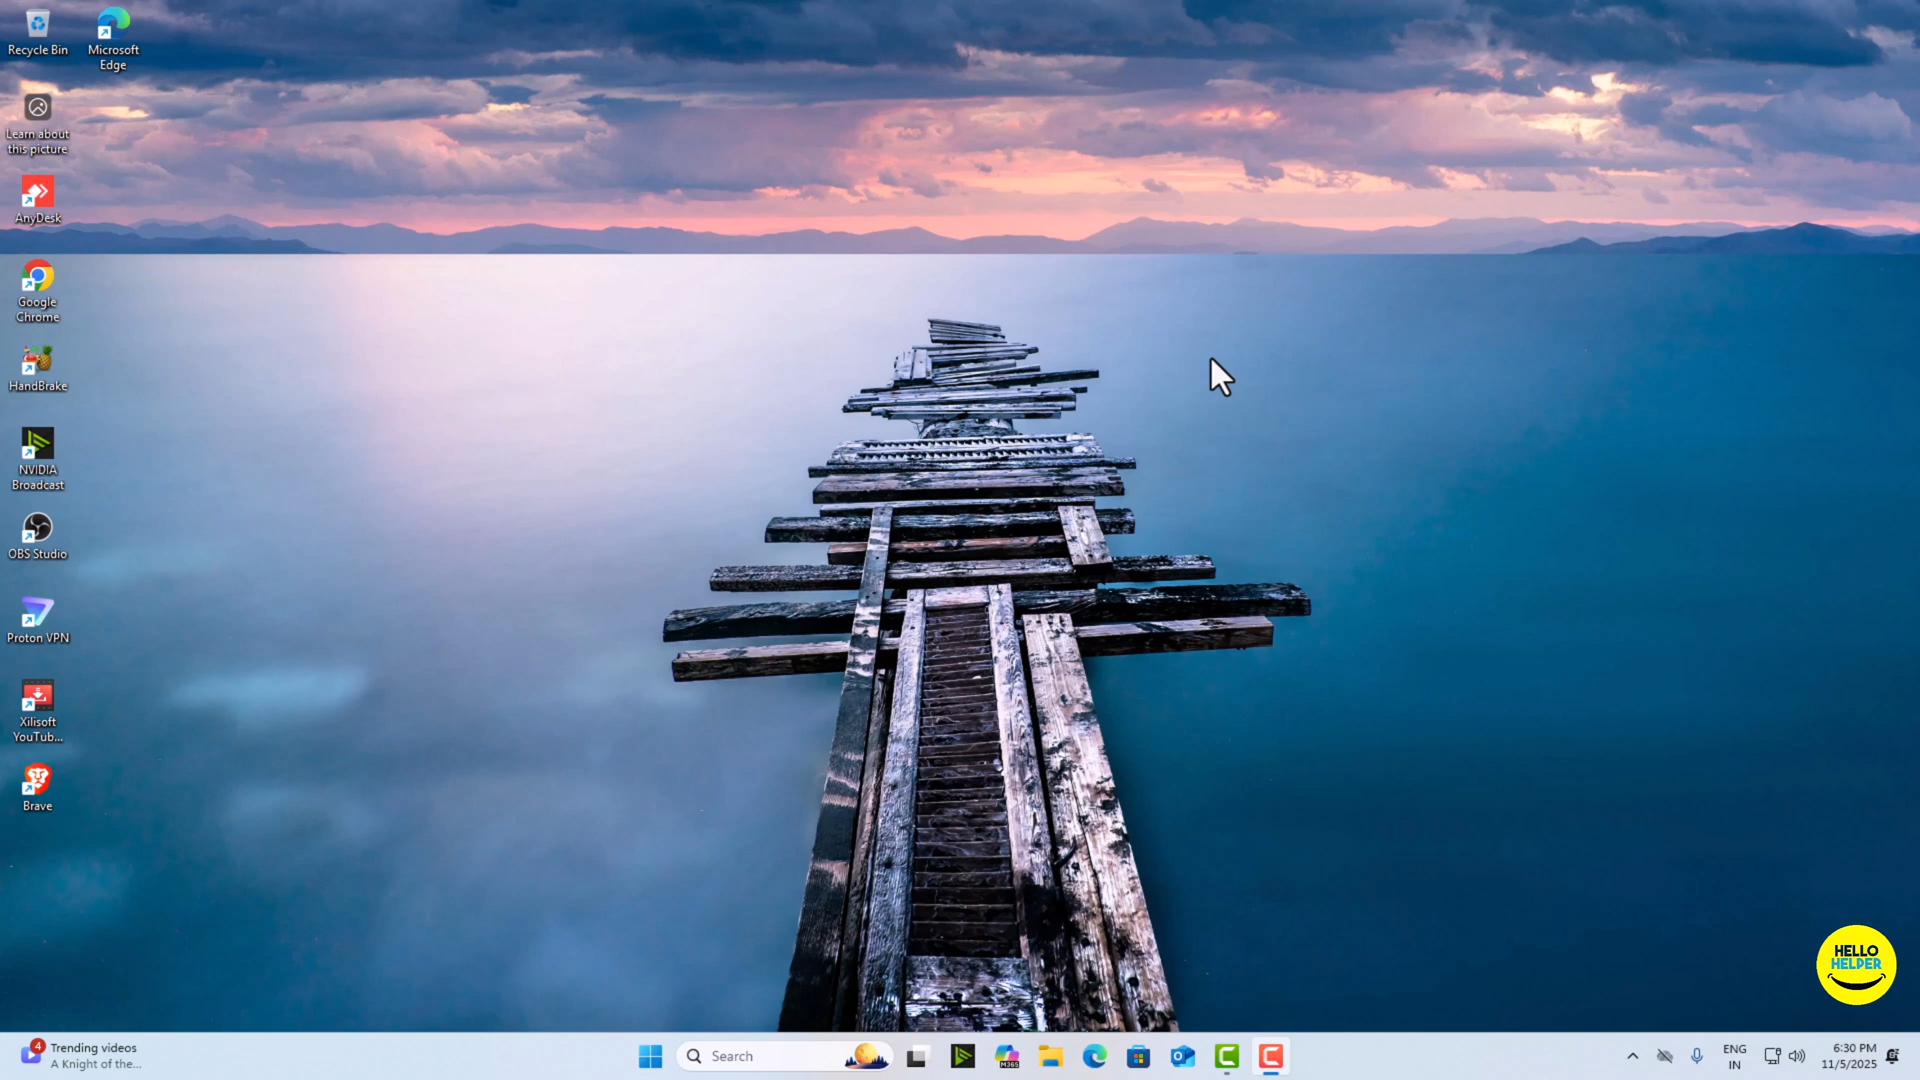 Recycle Bin
Microsoft
Edge
Learn about
this picture
AnyDesk
Google
Chrome
HandBrake
NVIDIA
Broadcast
OBS Studio
Proton VPN
Xilisoft
YouTub...
Brave
HELLO
HELPER
4
Trending videos
A Knight of the...
Search
M365
ENG
IN
6:30 PM
11/5/2025